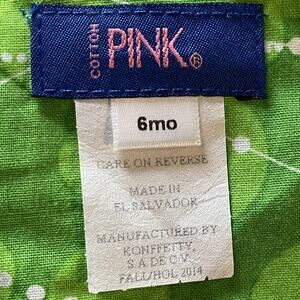 COTTON PINK®
6mo
CARE ON REVERSE
MADE IN
EL SALVADOR
MANUFACTURED BY
KONFFETTY,
S.A DE C.V.
FALL/HOL 2014